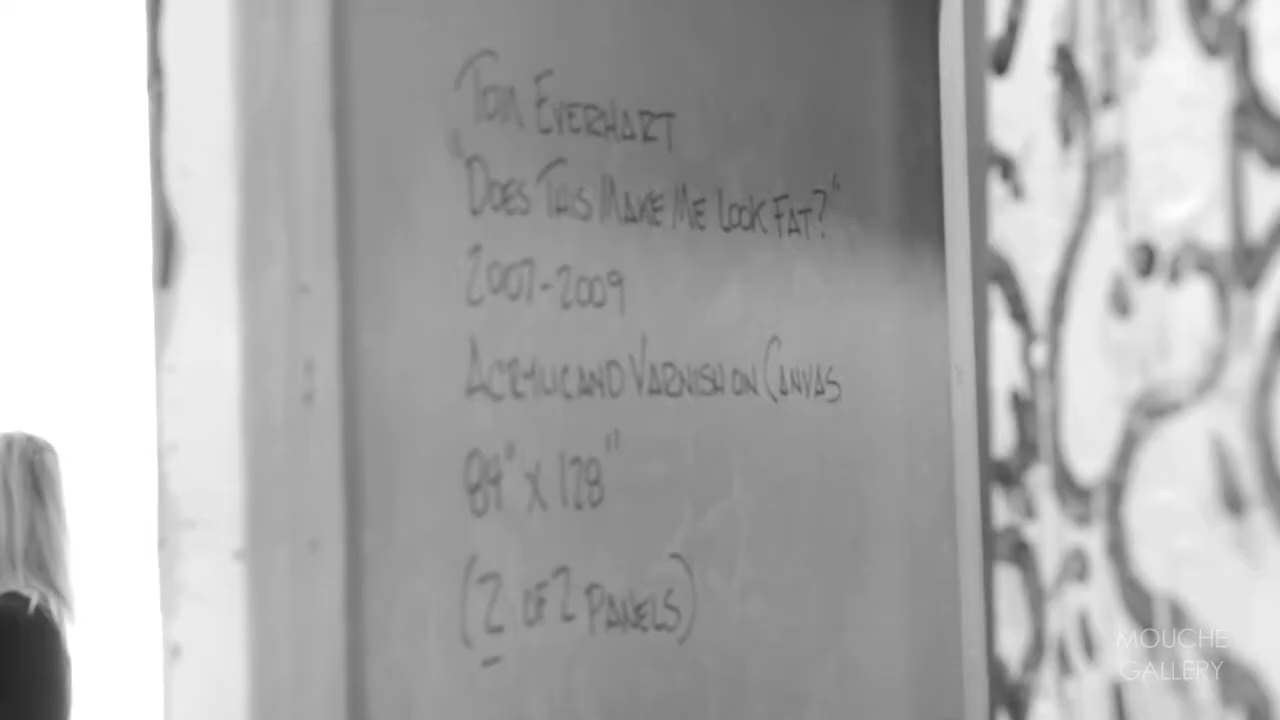 Tom Everhart
"Does This Make Me Look Fat?"
2007-2009
Acrylic and Varnish on Canvas
84" x 128"
(2 of 2 panels)
MOUCHE
GALLERY